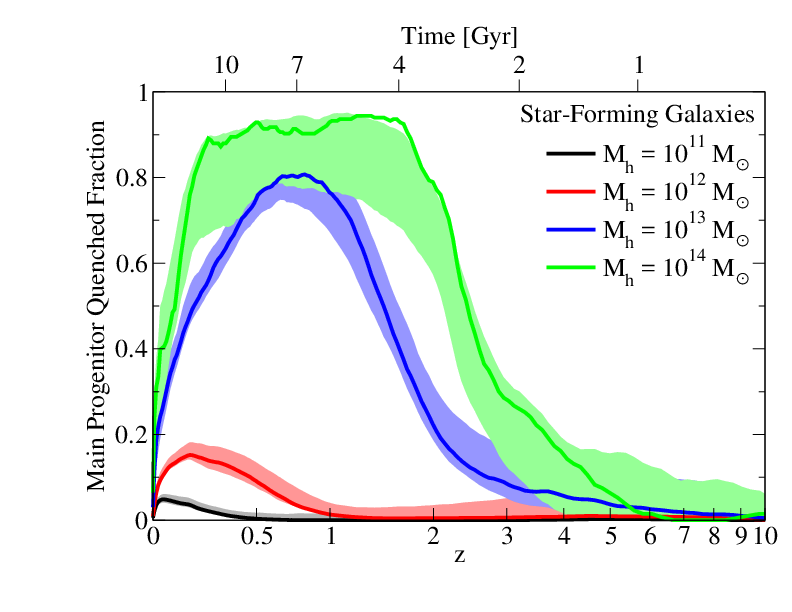 Time [Gyr]
10 7 4 2 1
Star-Forming Galaxies
M_h = 10^11 M_⊙
M_h = 10^12 M_⊙
M_h = 10^13 M_⊙
M_h = 10^14 M_⊙
Main Progenitor Quenched Fraction
1
0.8
0.6
0.4
0.2
0
0 0.5 1 2 3 4 5 6 7 8 9 10
z